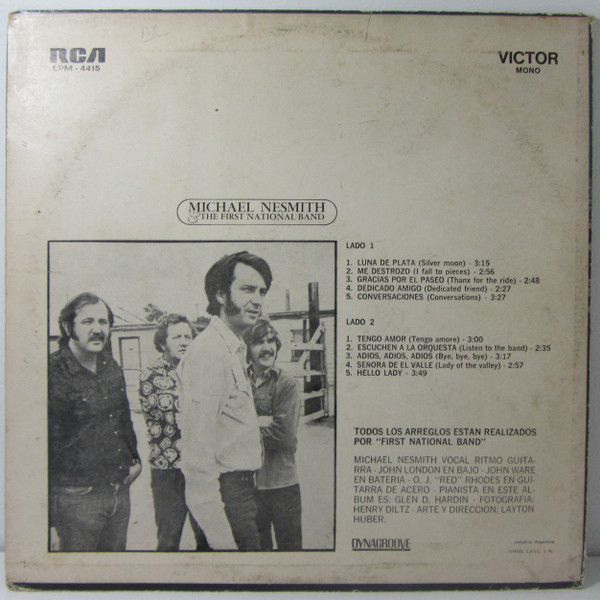 RCA
LPM - 4415
VICTOR
MONO
MICHAEL NESMITH
& THE FIRST NATIONAL BAND
LADO 1
1. LUNA DE PLATA (Silver moon) - 3:15
2. ME DESTROZO (I fall to pieces) - 2:56
3. GRACIAS POR EL PASEO (Thanx for the ride) - 2:48
4. DEDICADO AMIGO (Dedicated friend) - 2:27
5. CONVERSACIONES (Conversations) - 3:27
LADO 2
1. TENGO AMOR (Tengo amore) - 3:00
2. ESCUCHEN A LA ORQUESTA (Listen to the band) - 2:35
3. ADIOS, ADIOS, ADIOS (Bye, bye, bye) - 3:17
4. SEÑORA DE EL VALLE (Lady of the valley) - 2:57
5. HELLO LADY - 3:49
TODOS LOS ARREGLOS ESTAN REALIZADOS
POR "FIRST NATIONAL BAND"
MICHAEL NESMITH VOCAL RITMO GUITA-
RRA - JOHN LONDON EN BAJO - JOHN WARE
EN BATERIA - O. J. "RED" RHODES EN GUI-
TARRA DE ACERO - PIANISTA EN ESTE AL-
BUM ES: GLEN D. HARDIN - FOTOGRAFIA:
HENRY DILTZ - ARTE Y DIRECCION: LAYTON
HUBER.
DYNAGROOVE
Industria Argentina